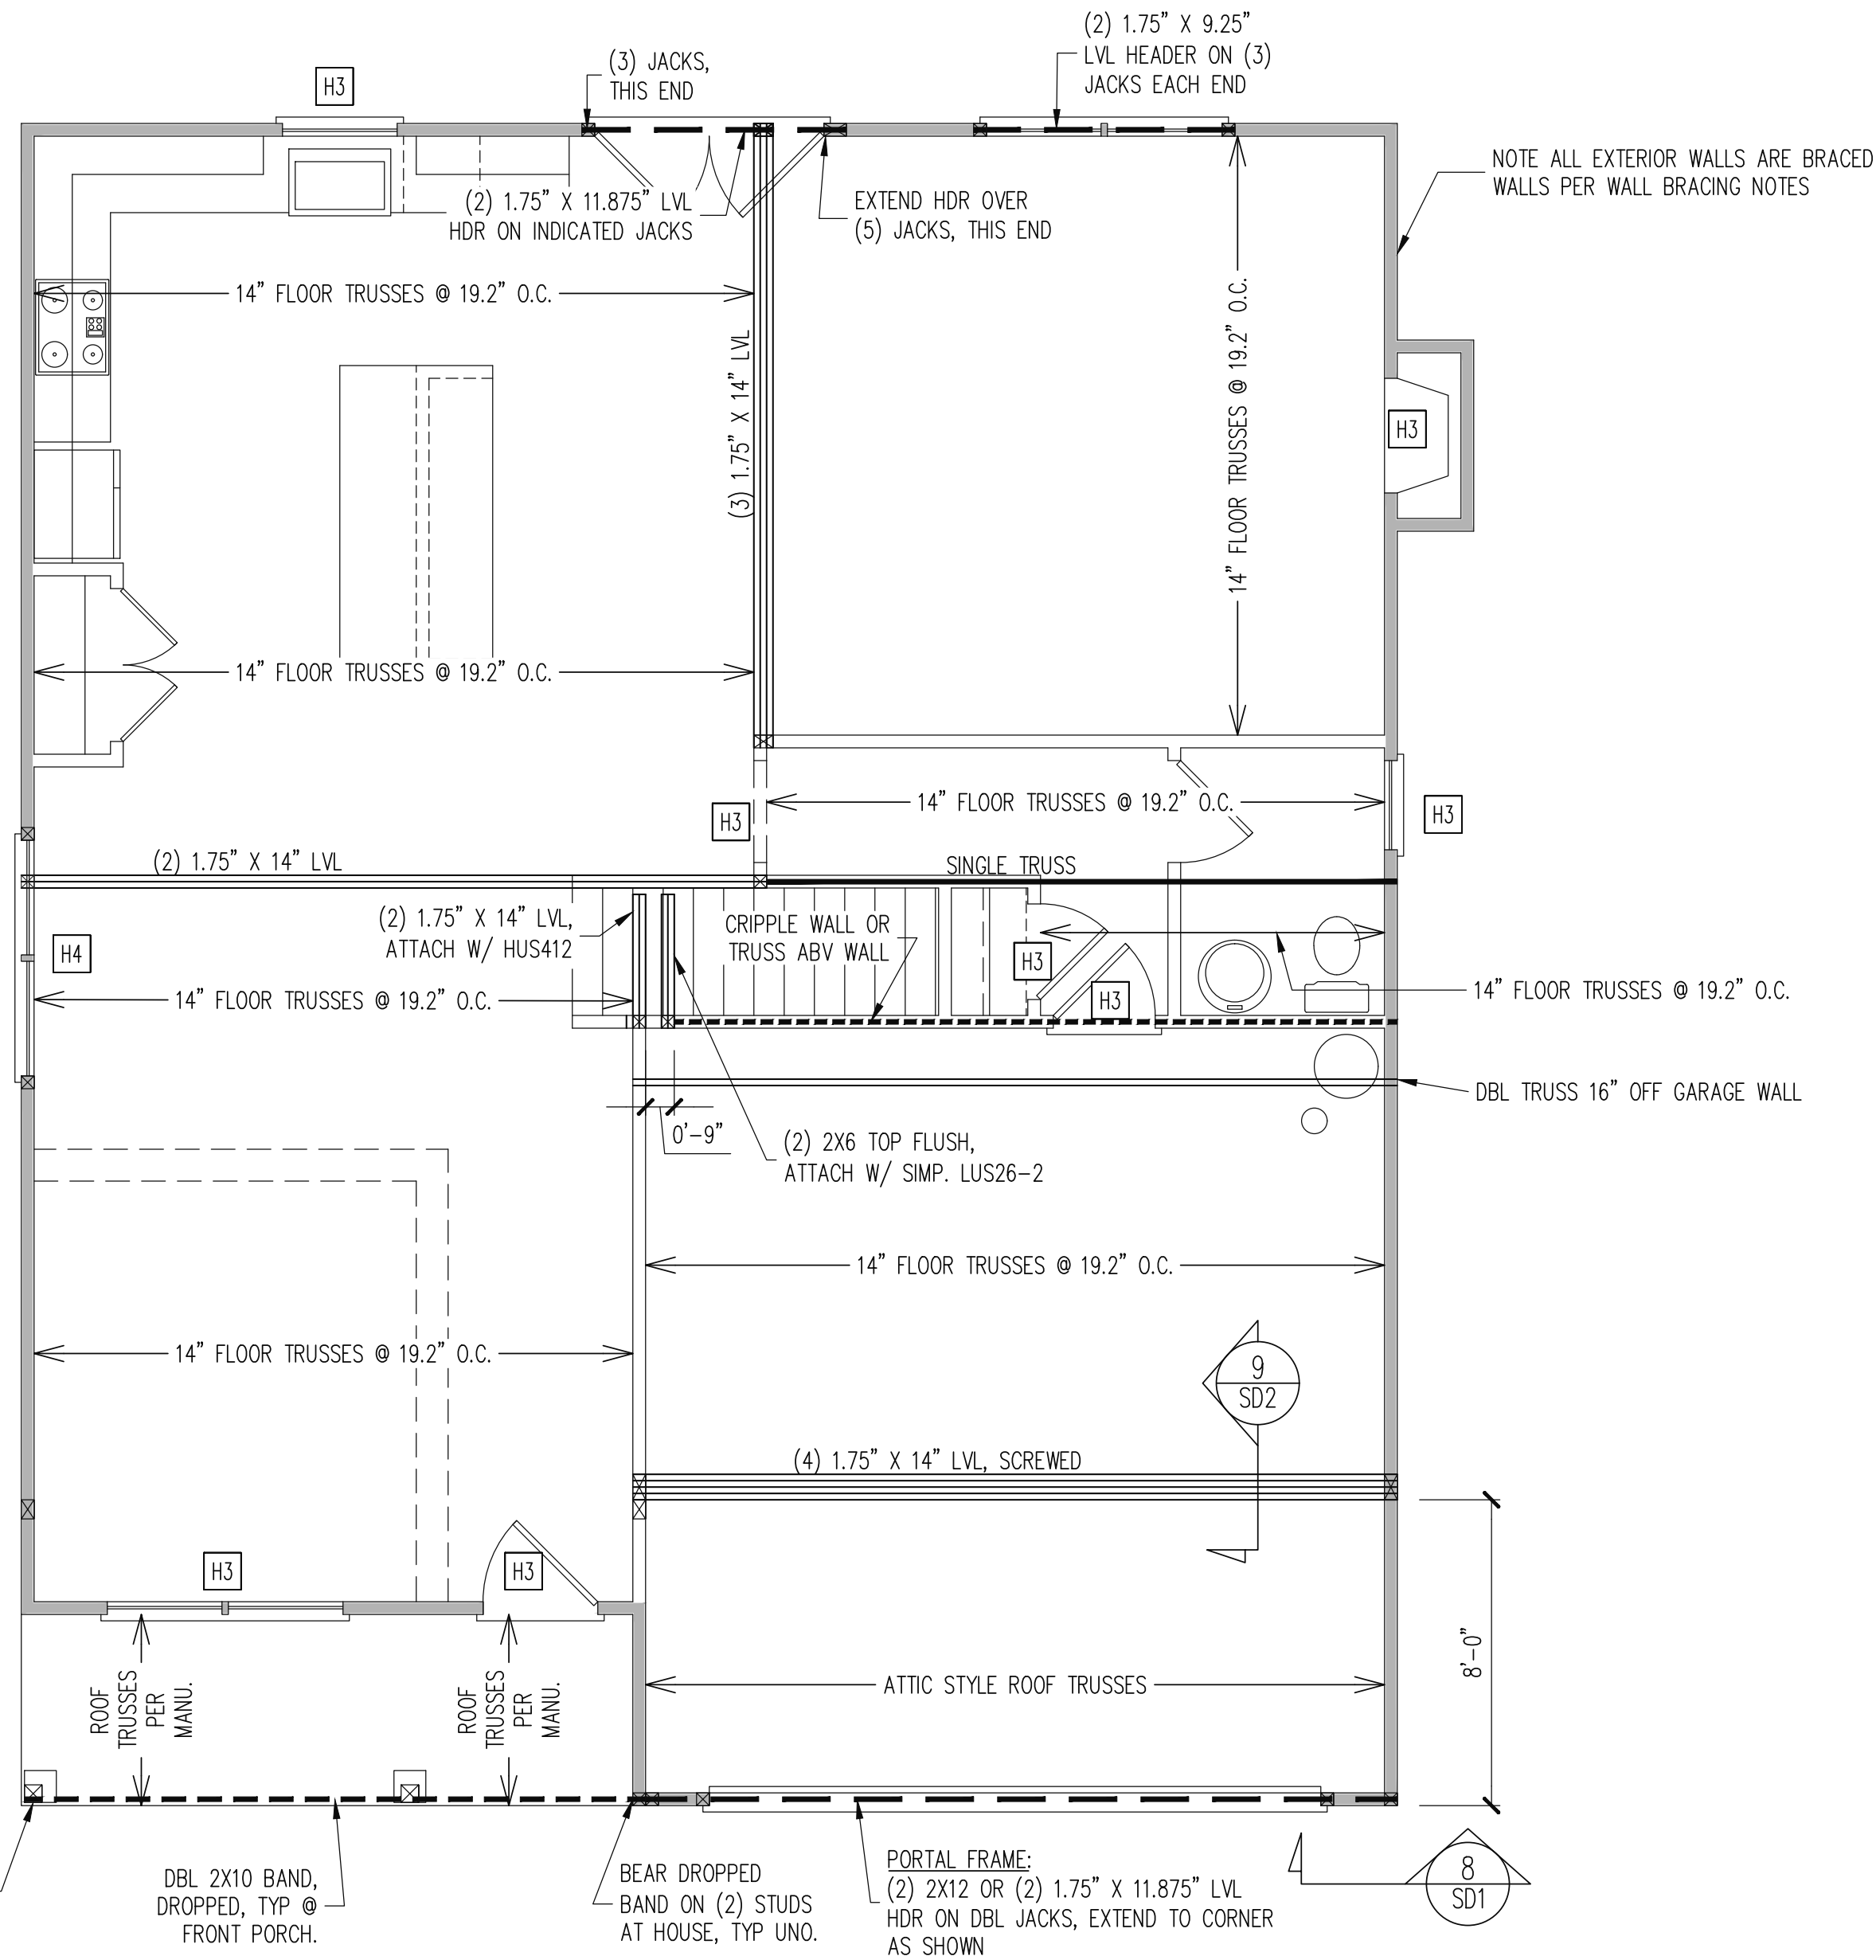 (2) 1.75" X 9.25"
LVL HEADER ON (3)
JACKS EACH END
(3) JACKS,
THIS END
H3
NOTE ALL EXTERIOR WALLS ARE BRACED
WALLS PER WALL BRACING NOTES
(2) 1.75" X 11.875" LVL
HDR ON INDICATED JACKS
EXTEND HDR OVER
(5) JACKS, THIS END
14" FLOOR TRUSSES @ 19.2" O.C.
14" FLOOR TRUSSES @ 19.2" O.C.
(3) 1.75" X 14" LVL
H3
14" FLOOR TRUSSES @ 19.2" O.C.
14" FLOOR TRUSSES @ 19.2" O.C.
H3
H3
(2) 1.75" X 14" LVL
SINGLE TRUSS
(2) 1.75" X 14" LVL,
ATTACH W/ HUS412
CRIPPLE WALL OR
TRUSS ABV WALL
H4
H3
H3
14" FLOOR TRUSSES @ 19.2" O.C.
14" FLOOR TRUSSES @ 19.2" O.C.
DBL TRUSS 16" OFF GARAGE WALL
0'-9"
(2) 2X6 TOP FLUSH,
ATTACH W/ SIMP. LUS26-2
14" FLOOR TRUSSES @ 19.2" O.C.
14" FLOOR TRUSSES @ 19.2" O.C.
9
SD2
(4) 1.75" X 14" LVL, SCREWED
H3
H3
8'-0"
ROOF
TRUSSES
PER
MANU.
ROOF
TRUSSES
PER
MANU.
ATTIC STYLE ROOF TRUSSES
DBL 2X10 BAND,
DROPPED, TYP @
FRONT PORCH.
BEAR DROPPED
BAND ON (2) STUDS
AT HOUSE, TYP UNO.
PORTAL FRAME:
(2) 2X12 OR (2) 1.75" X 11.875" LVL
HDR ON DBL JACKS, EXTEND TO CORNER
AS SHOWN
8
SD1